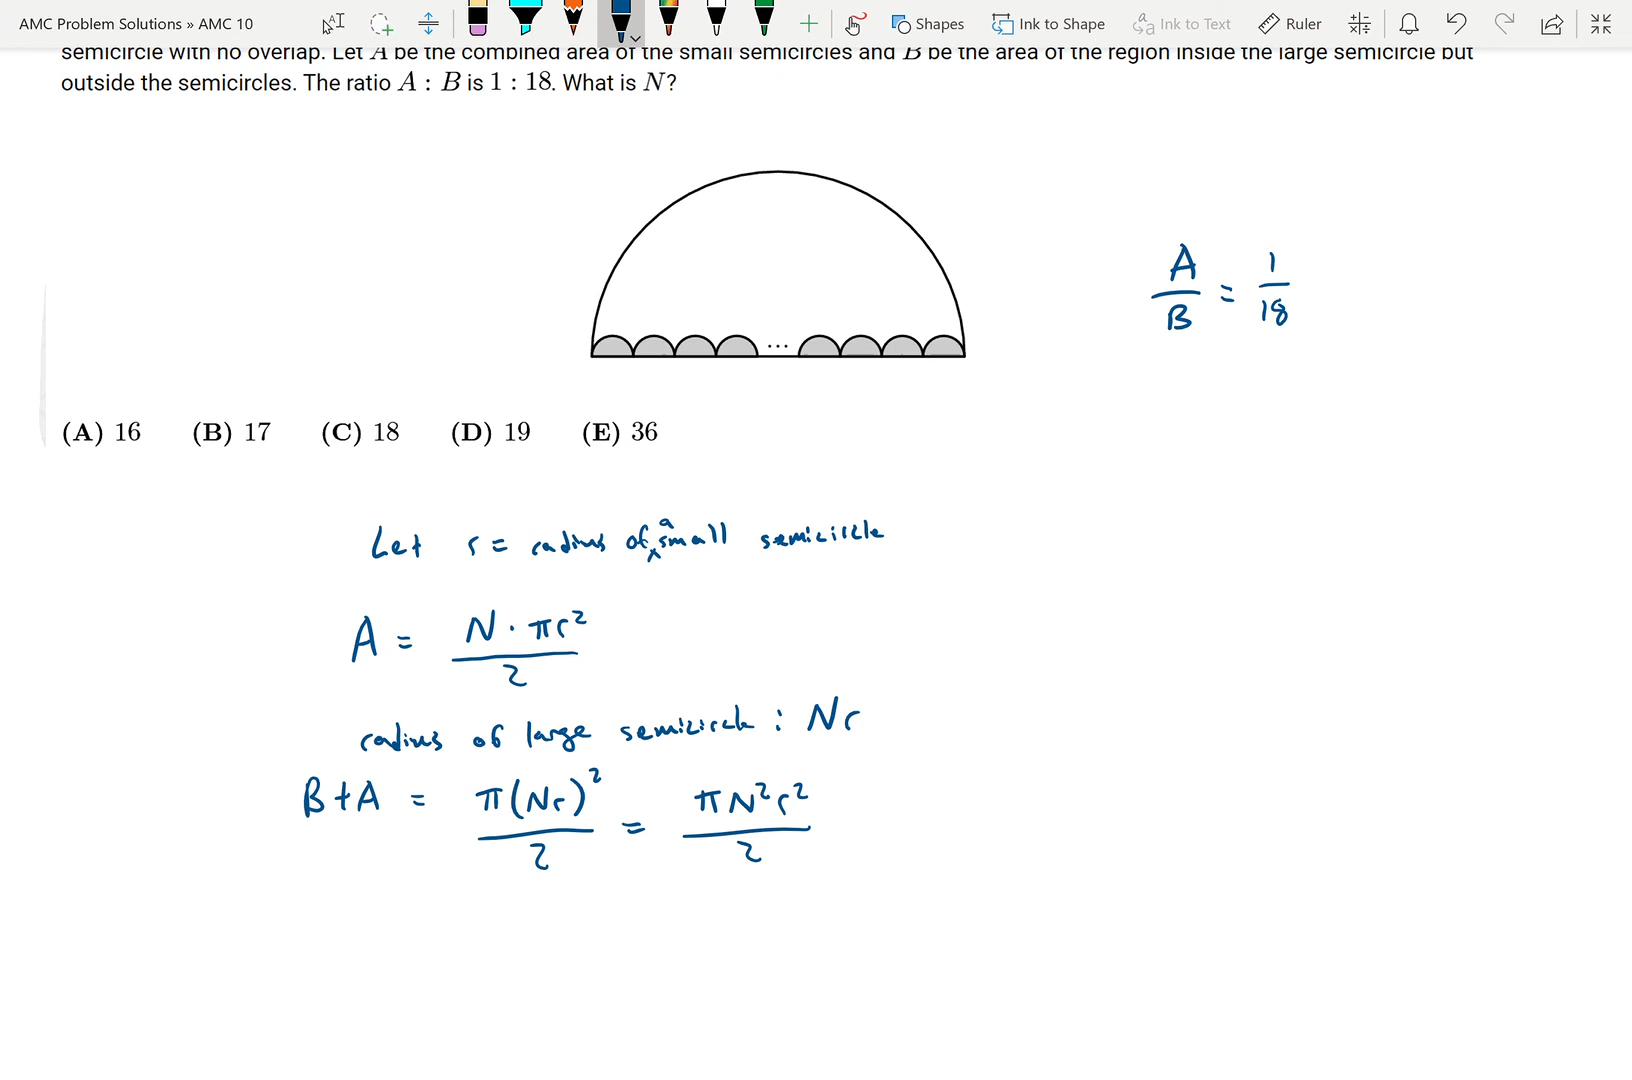 AMC Problem Solutions » AMC 10
Shapes
Ink to Shape
Ink to Text
Ruler
semicircle with no overlap. Let A be the combined area of the small semicircles and B be the area of the region inside the large semicircle but
outside the semicircles. The ratio A : B is 1 : 18. What is N?
...
A/B = 1/18
(A) 16 (B) 17 (C) 18 (D) 19 (E) 36
Let r = radius of a small semicircle
A = N · πr²/2
radius of large semicircle : Nr
B + A = π(Nr)²/2 = πN²r²/2